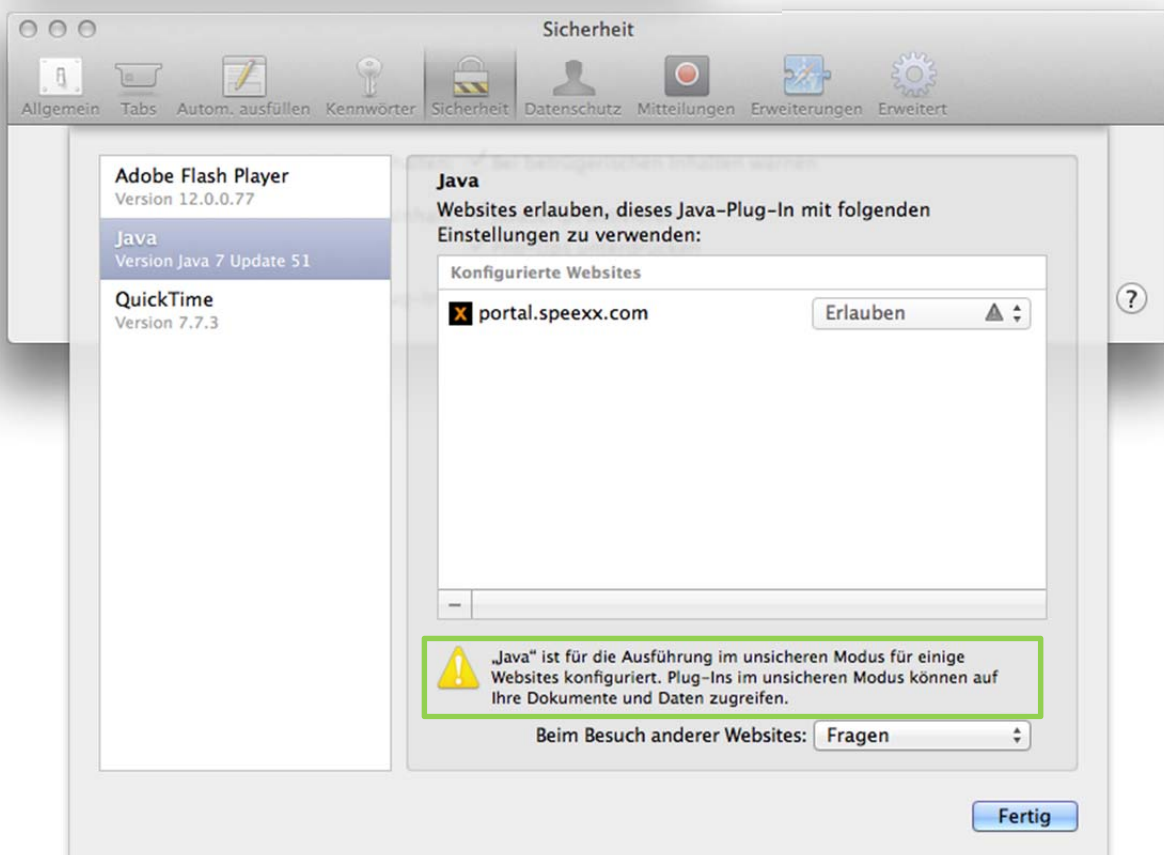 Sicherheit
Allgemein Tabs Autom. ausfüllen Kennwörter Sicherheit Datenschutz Mitteilungen Erweiterungen Erweitert
Bei betrügerischen Inhalten warnen
Adobe Flash Player
Version 12.0.0.77
Java
Version Java 7 Update 51
QuickTime
Version 7.7.3
Java
Websites erlauben, dieses Java-Plug-In mit folgenden
Einstellungen zu verwenden:
Konfigurierte Websites
X portal.speexx.com Erlauben
?
„Java“ ist für die Ausführung im unsicheren Modus für einige
Websites konfiguriert. Plug-Ins im unsicheren Modus können auf
Ihre Dokumente und Daten zugreifen.
Beim Besuch anderer Websites: Fragen
Fertig